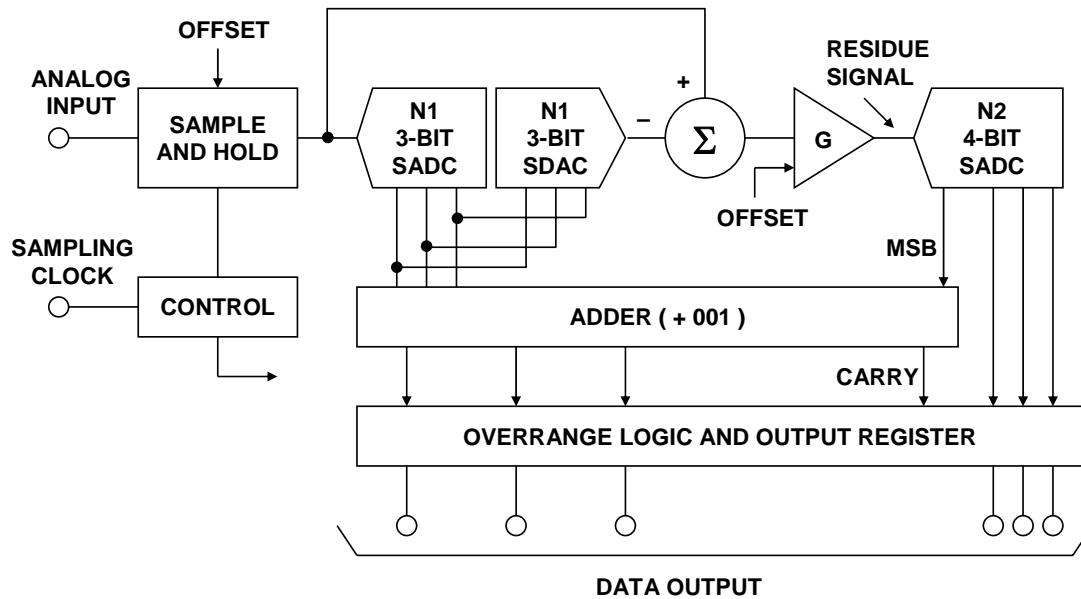 OFFSET
ANALOG
INPUT
SAMPLE
AND HOLD
N1
3-BIT
SADC
N1
3-BIT
SDAC
+
–
Σ
G
OFFSET
RESIDUE
SIGNAL
N2
4-BIT
SADC
SAMPLING
CLOCK
CONTROL
MSB
ADDER ( + 001 )
CARRY
OVERRANGE LOGIC AND OUTPUT REGISTER
DATA OUTPUT